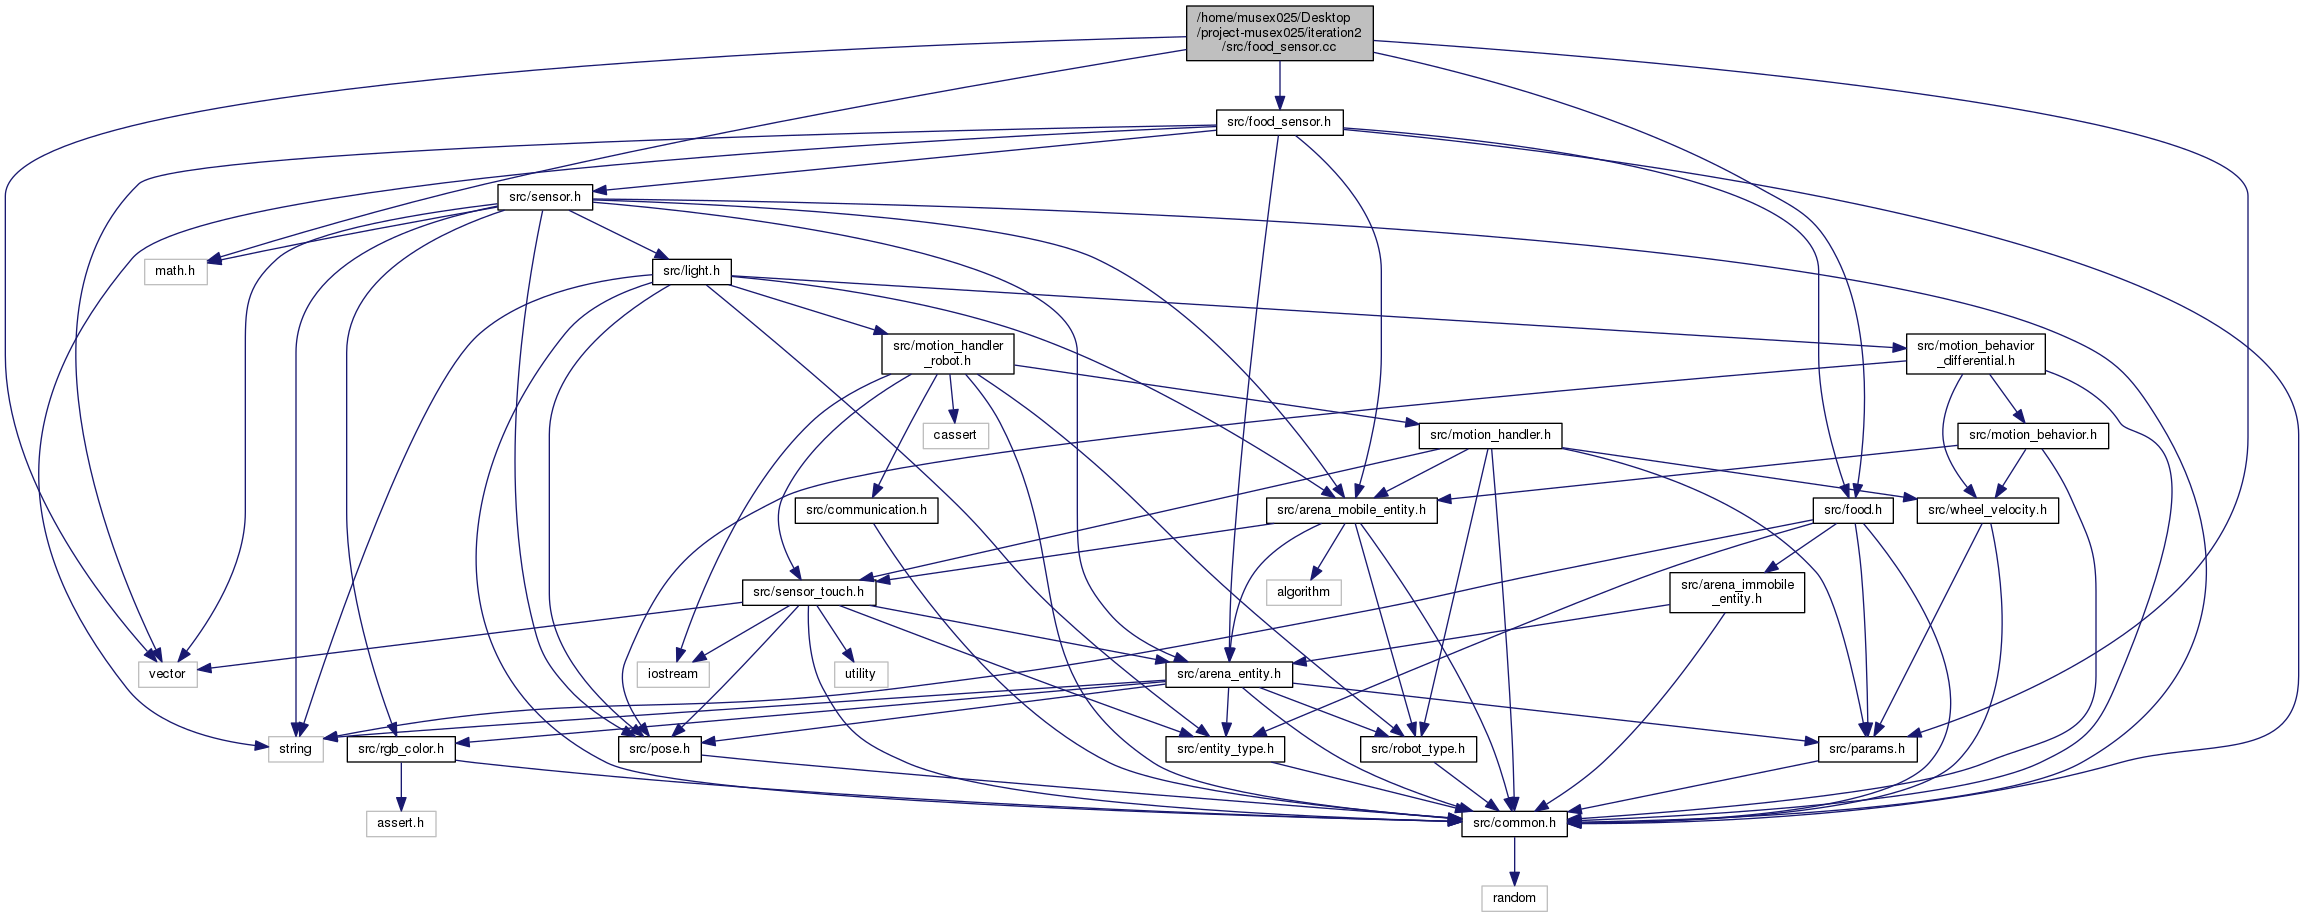 /home/musex025/Desktop
/project-musex025/iteration2
/src/food_sensor.cc
src/food_sensor.h
src/sensor.h
math.h
src/light.h
src/motion_handler
_robot.h
src/motion_behavior
_differential.h
cassert
src/motion_handler.h
src/motion_behavior.h
src/communication.h
src/arena_mobile_entity.h
src/food.h
src/wheel_velocity.h
src/sensor_touch.h
algorithm
src/arena_immobile
_entity.h
vector
iostream
utility
src/arena_entity.h
string
src/rgb_color.h
src/pose.h
src/entity_type.h
src/robot_type.h
src/params.h
assert.h
src/common.h
random